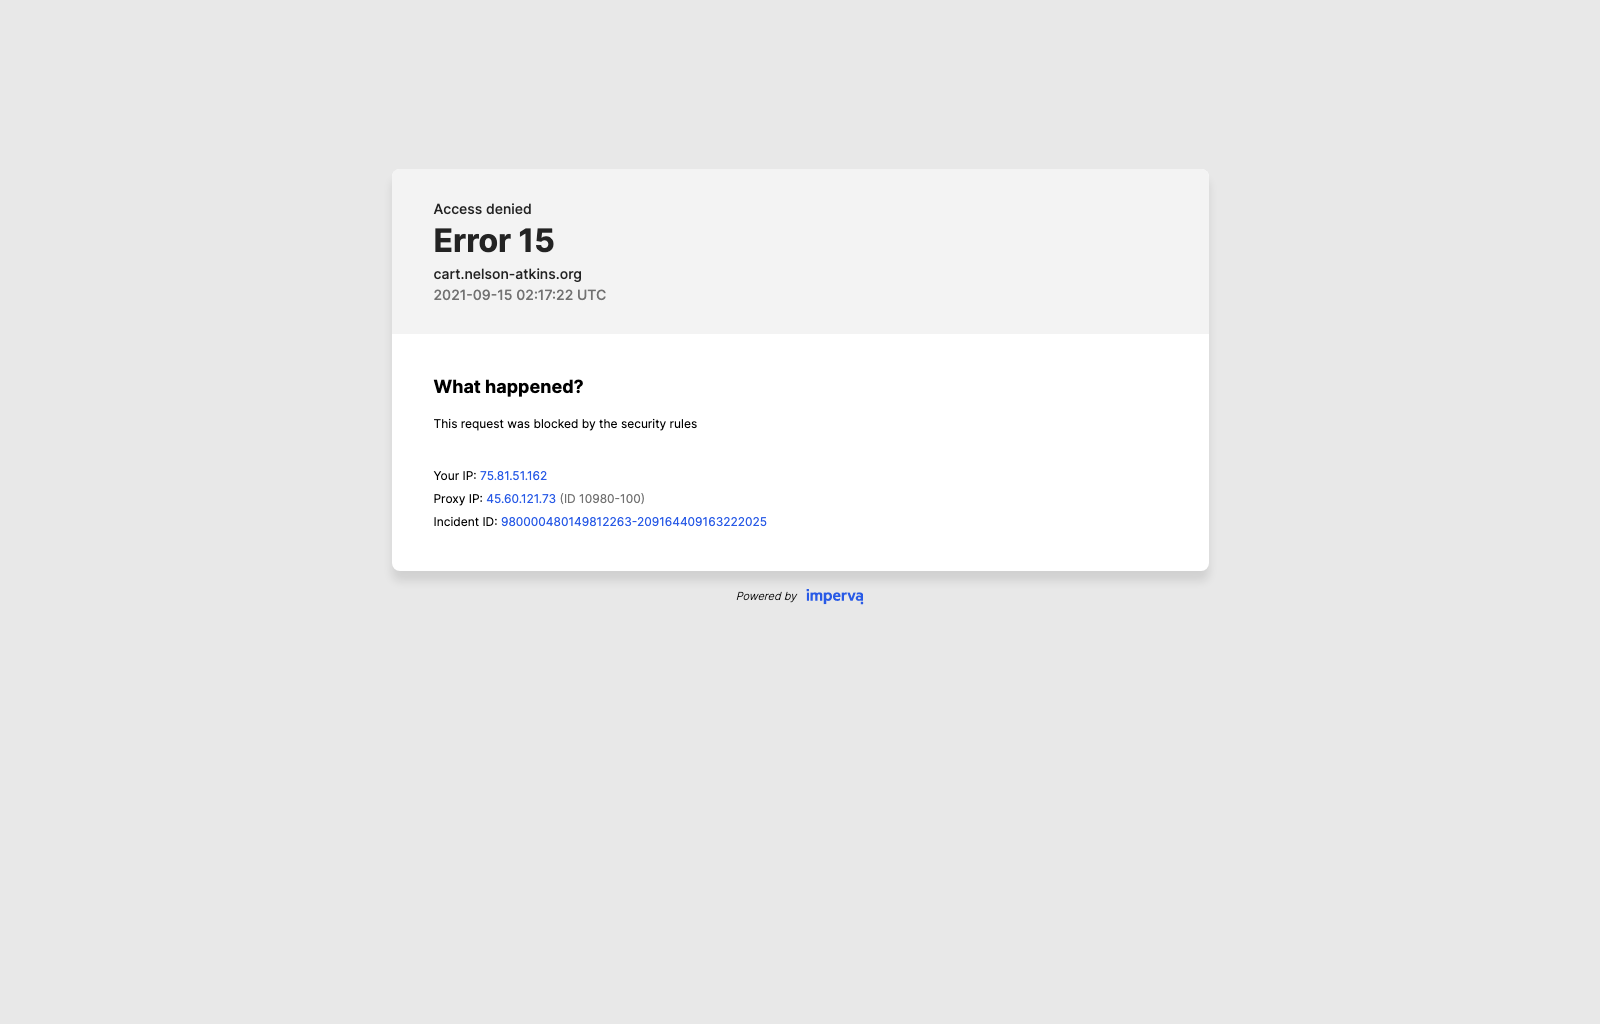 Access denied
Error 15
cart.nelson-atkins.org
2021-09-15 02:17:22 UTC
What happened?
This request was blocked by the security rules
Your IP: 75.81.51.162
Proxy IP: 45.60.121.73 (ID 10980-100)
Incident ID: 980000480149812263-209164409163222025
Powered by imperva